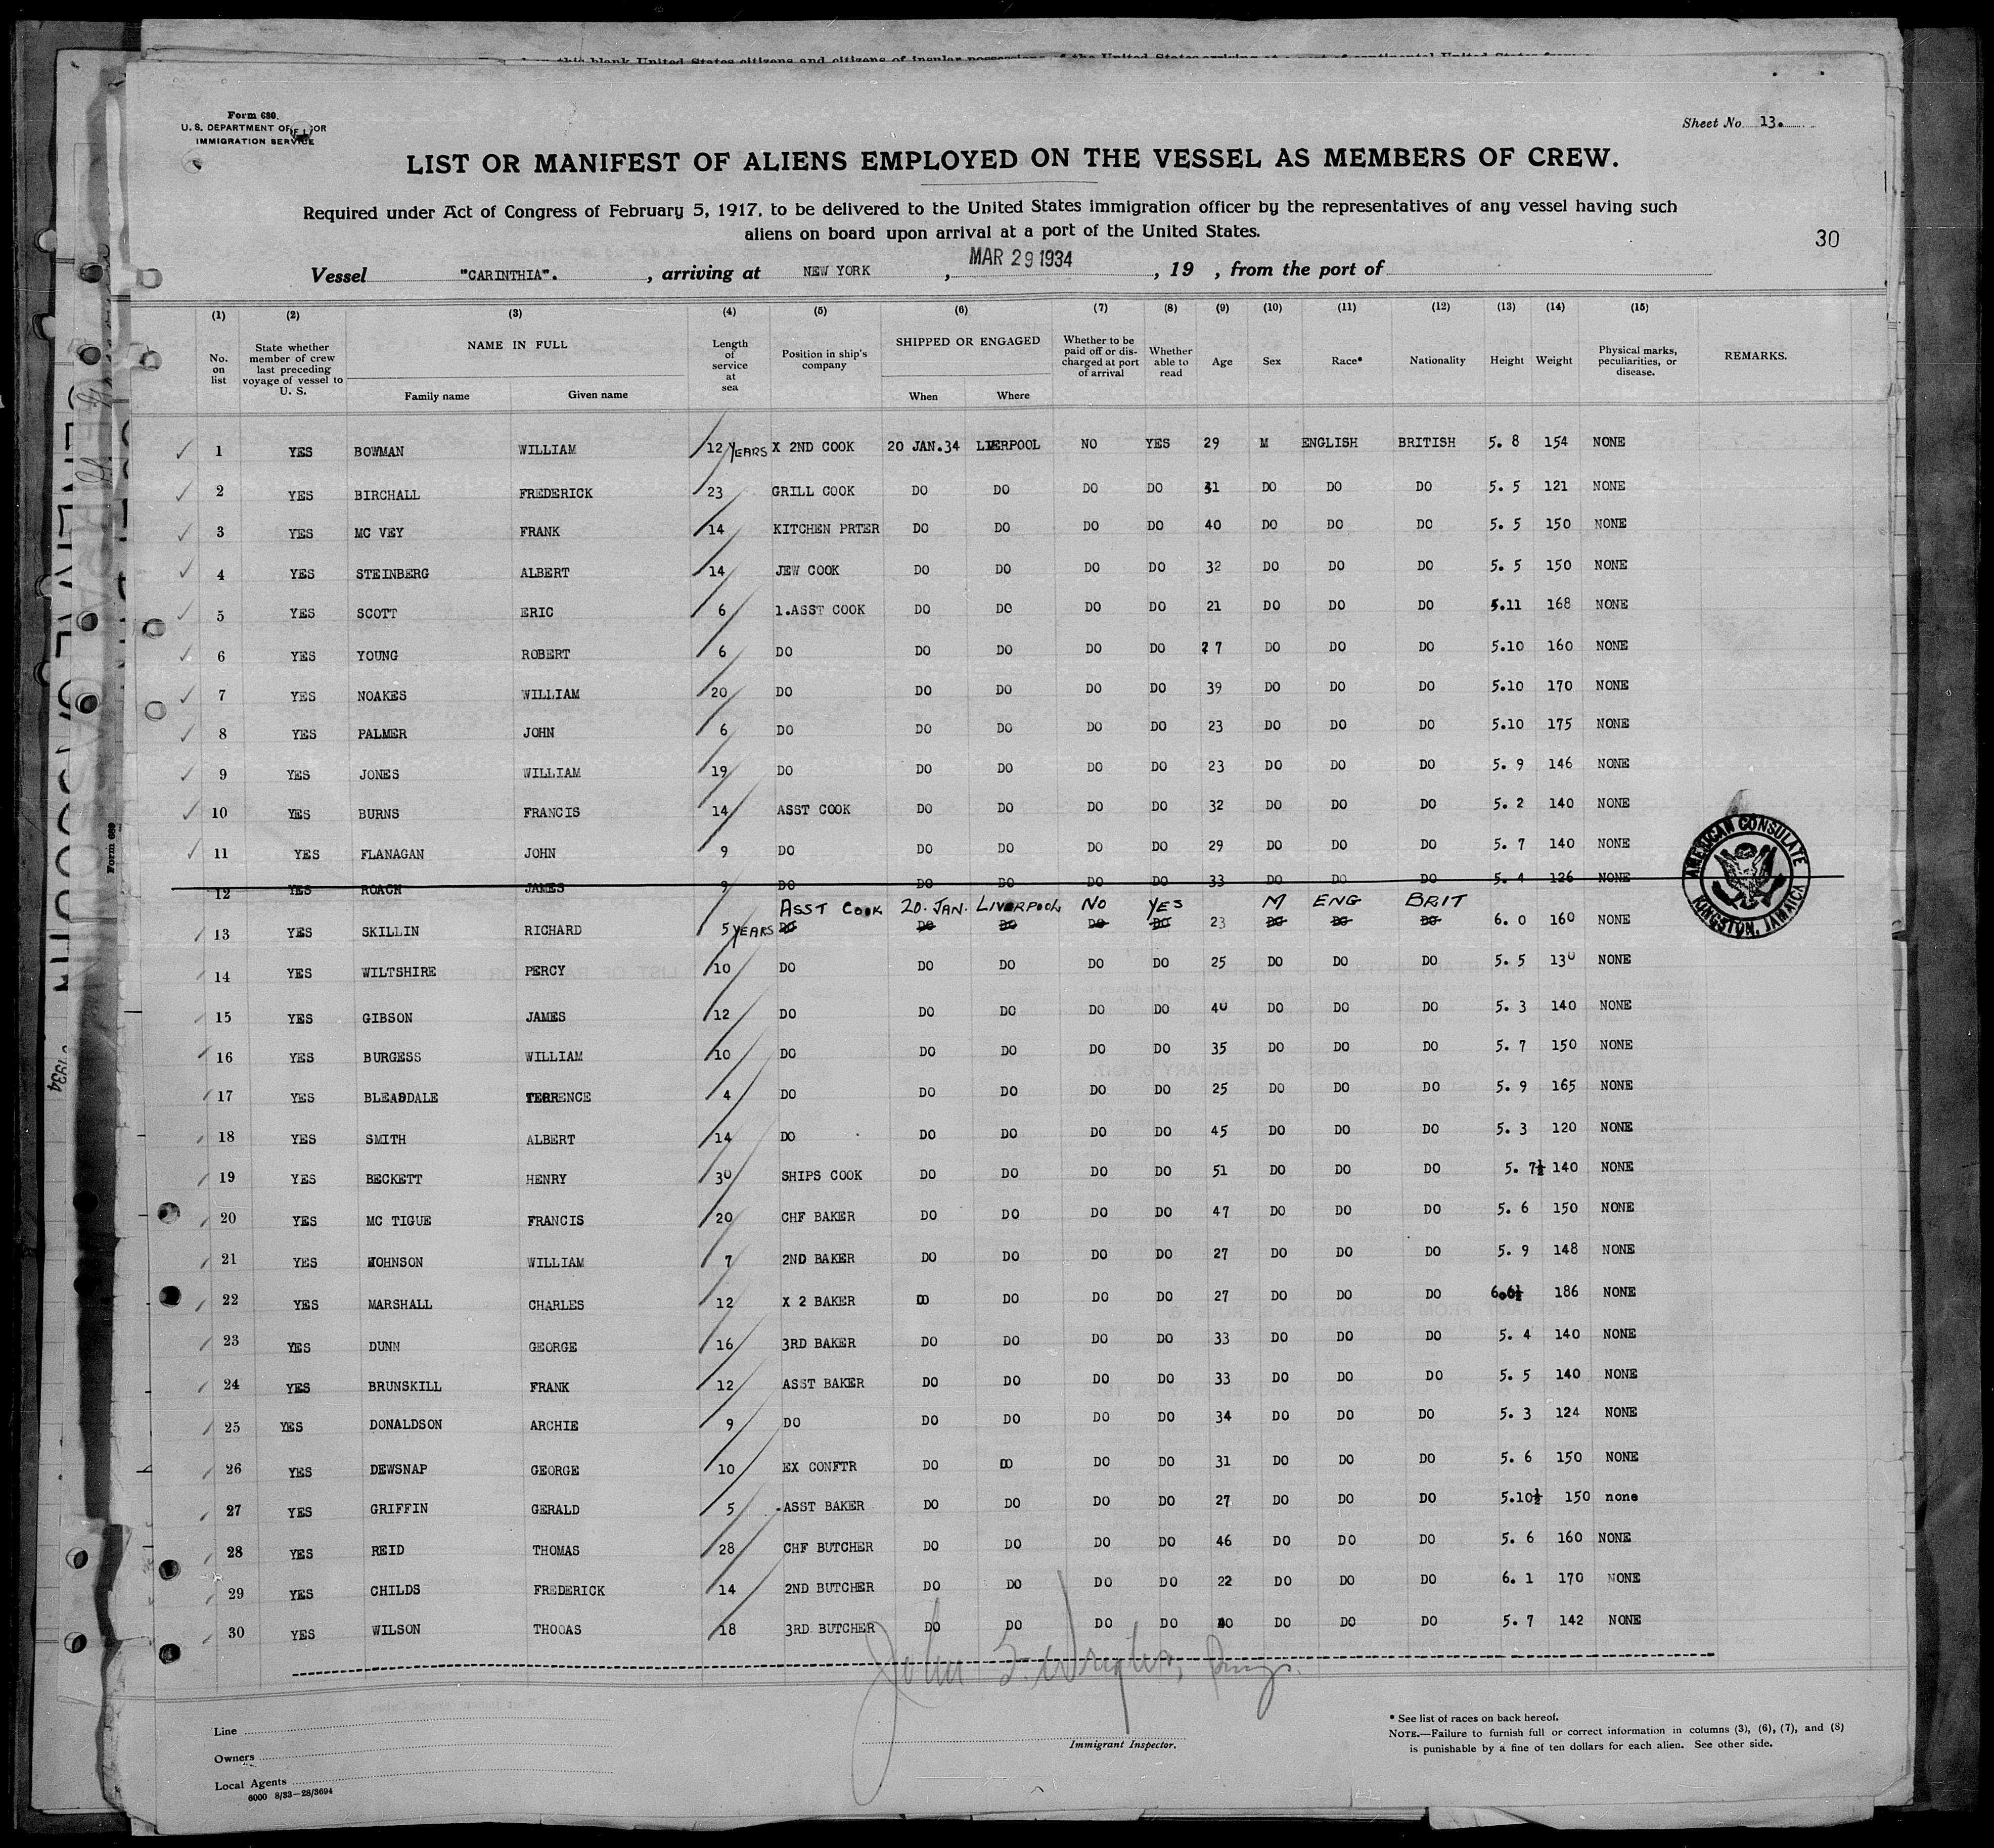 this blank United States citizens and citizens of insular possessions of the United States arriving at a port of continental United States from
Form 680.
U. S. DEPARTMENT OF
IMMIGRATION SERVICE
Sheet No 13.
LIST OR MANIFEST OF ALIENS EMPLOYED ON THE VESSEL AS MEMBERS OF CREW.
Required under Act of Congress of February 5, 1917, to be delivered to the United States immigration officer by the representatives of any vessel having such
aliens on board upon arrival at a port of the United States.
30
Vessel "CARINTHIA". , arriving at NEW YORK , MAR 29 1934 , 19 , from the port of
(1) (2) (3) (4) (5) (6) (7) (8) (9) (10) (11) (12) (13) (14) (15)
No. on list State whether member of crew last preceding voyage of vessel to U. S. NAME IN FULL Length of service at sea Position in ship's company SHIPPED OR ENGAGED Whether to be paid off or discharged at port of arrival Whether able to read Age Sex Race* Nationality Height Weight Physical marks, peculiarities, or disease. REMARKS.
Family name Given name When Where
1 YES BOWMAN WILLIAM 12 YEARS X 2ND COOK 20 JAN.34 LIVERPOOL NO YES 29 M ENGLISH BRITISH 5. 8 154 NONE
2 YES BIRCHALL FREDERICK 23 GRILL COOK DO DO DO DO 31 DO DO DO 5. 5 121 NONE
3 YES MC VEY FRANK 14 KITCHEN PRTER DO DO DO DO 40 DO DO DO 5. 5 150 NONE
4 YES STEINBERG ALBERT 14 JEW COOK DO DO DO DO 32 DO DO DO 5. 5 150 NONE
5 YES SCOTT ERIC 6 1.ASST COOK DO DO DO DO 21 DO DO DO 5.11 168 NONE
6 YES YOUNG ROBERT 6 DO DO DO DO DO 27 DO DO DO 5.10 160 NONE
7 YES NOAKES WILLIAM 20 DO DO DO DO DO 39 DO DO DO 5.10 170 NONE
8 YES PALMER JOHN 6 DO DO DO DO DO 23 DO DO DO 5.10 175 NONE
9 YES JONES WILLIAM 19 DO DO DO DO DO 23 DO DO DO 5. 9 146 NONE
10 YES BURNS FRANCIS 14 ASST COOK DO DO DO DO 32 DO DO DO 5. 2 140 NONE
11 YES FLANAGAN JOHN 9 DO DO DO DO DO 29 DO DO DO 5. 7 140 NONE
12 YES ROACH JAMES 9 DO DO DO DO DO 33 DO DO DO 5. 4 126 NONE
ASST COOK 20. JAN. LIVERPOOL NO YES M ENG BRIT
13 YES SKILLIN RICHARD 5 YEARS DO DO DO DO DO 23 DO DO DO 6. 0 160 NONE
14 YES WILTSHIRE PERCY 10 DO DO DO DO DO 25 DO DO DO 5. 5 130 NONE
15 YES GIBSON JAMES 12 DO DO DO DO DO 40 DO DO DO 5. 3 140 NONE
16 YES BURGESS WILLIAM 10 DO DO DO DO DO 35 DO DO DO 5. 7 150 NONE
17 YES BLEASDALE TERRENCE 4 DO DO DO DO DO 25 DO DO DO 5. 9 165 NONE
18 YES SMITH ALBERT 14 DO DO DO DO DO 45 DO DO DO 5. 3 120 NONE
19 YES BECKETT HENRY 30 SHIPS COOK DO DO DO DO 51 DO DO DO 5. 7½ 140 NONE
20 YES MC TIGUE FRANCIS 20 CHF BAKER DO DO DO DO 47 DO DO DO 5. 6 150 NONE
21 YES JOHNSON WILLIAM 7 2ND BAKER DO DO DO DO 27 DO DO DO 5. 9 148 NONE
22 YES MARSHALL CHARLES 12 X 2 BAKER DO DO DO DO 27 DO DO DO 6.0½ 186 NONE
23 YES DUNN GEORGE 16 3RD BAKER DO DO DO DO 33 DO DO DO 5. 4 140 NONE
24 YES BRUNSKILL FRANK 12 ASST BAKER DO DO DO DO 33 DO DO DO 5. 5 140 NONE
25 YES DONALDSON ARCHIE 9 DO DO DO DO DO 34 DO DO DO 5. 3 124 NONE
26 YES DEWSNAP GEORGE 10 EX CONFTR DO DO DO DO 31 DO DO DO 5. 6 150 NONE
27 YES GRIFFIN GERALD 5 ASST BAKER DO DO DO DO 27 DO DO DO 5.10½ 150 none
28 YES REID THOMAS 28 CHF BUTCHER DO DO DO DO 46 DO DO DO 5. 6 160 NONE
29 YES CHILDS FREDERICK 14 2ND BUTCHER DO DO DO DO 22 DO DO DO 6. 1 170 NONE
30 YES WILSON THOOAS 18 3RD BUTCHER DO DO DO DO 40 DO DO DO 5. 7 142 NONE
AMERICAN CONSULATE
KINGSTON, JAMAICA
Form 689
1934
John
Line
Owners
Local Agents
6000 8/33—28/3694
Immigrant Inspector.
* See list of races on back hereof.
NOTE.—Failure to furnish full or correct information in columns (3), (6), (7), and (8)
is punishable by a fine of ten dollars for each alien. See other side.